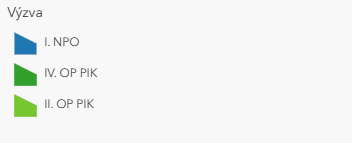 Výzva
I. NPO
IV. OP PIK
II. OP PIK